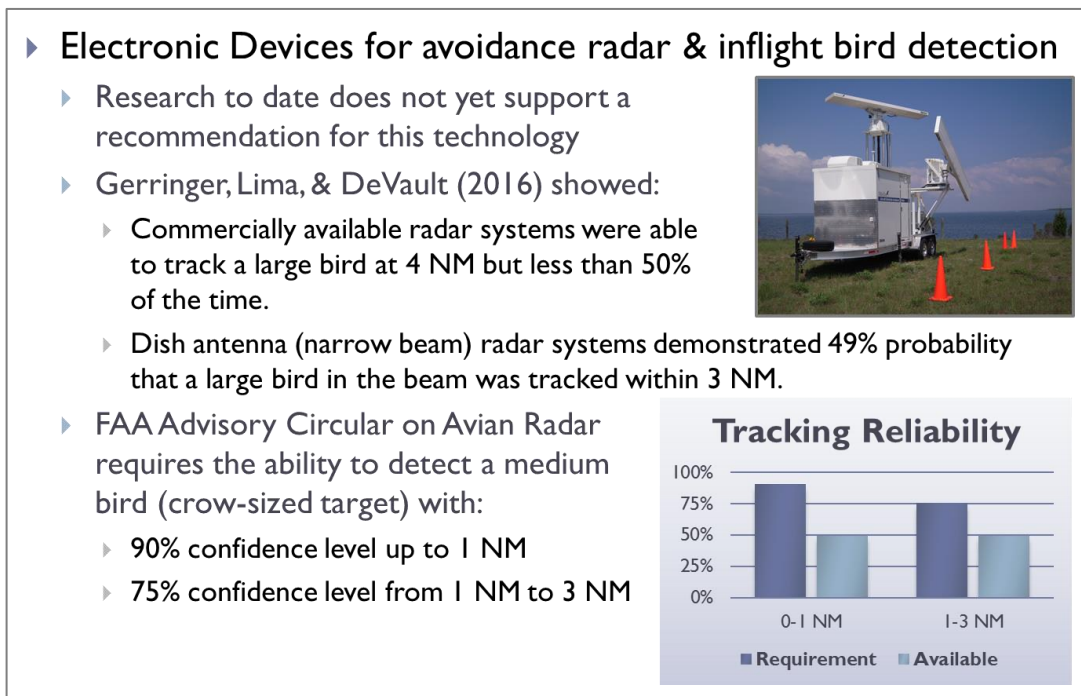 Electronic Devices for avoidance radar & inflight bird detection
Research to date does not yet support a
recommendation for this technology
Gerringer, Lima, & DeVault (2016) showed:
Commercially available radar systems were able
to track a large bird at 4 NM but less than 50%
of the time.
Dish antenna (narrow beam) radar systems demonstrated 49% probability
that a large bird in the beam was tracked within 3 NM.
FAA Advisory Circular on Avian Radar
requires the ability to detect a medium
bird (crow-sized target) with:
90% confidence level up to 1 NM
75% confidence level from 1 NM to 3 NM
Tracking Reliability
100%
75%
50%
25%
0%
0-1 NM 1-3 NM
Requirement Available